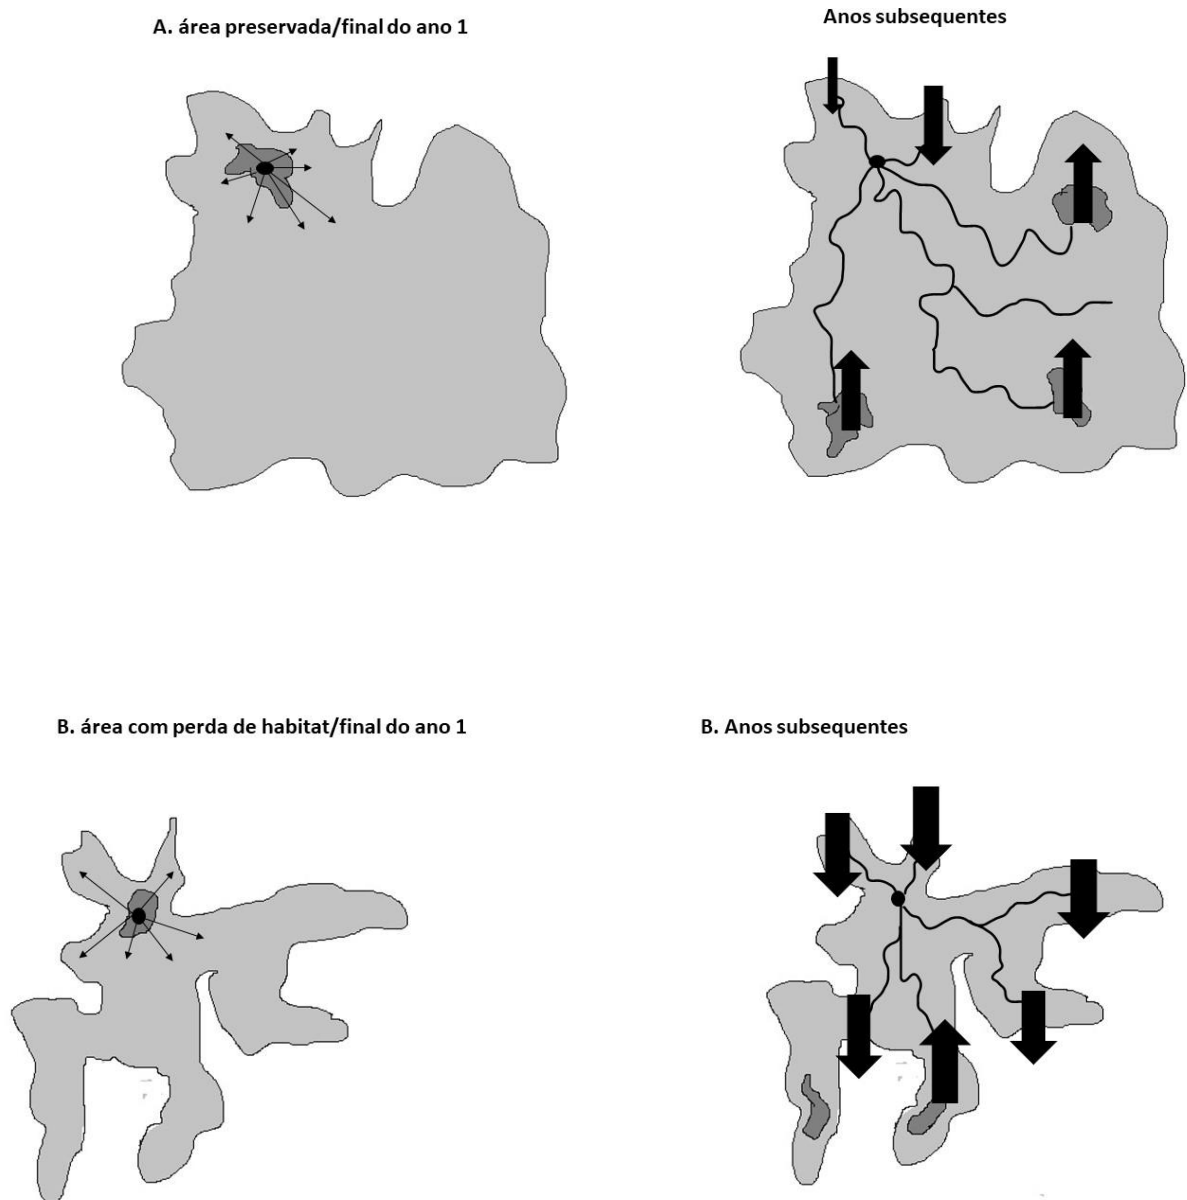 A. área preservada/final do ano 1
Anos subsequentes
B. área com perda de habitat/final do ano 1
B. Anos subsequentes